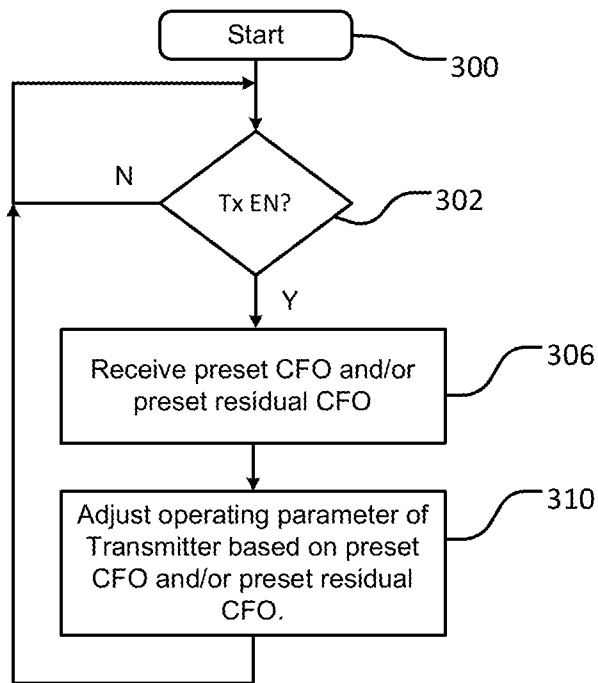 Start
300
N
Tx EN?
302
Y
Receive preset CFO and/or
preset residual CFO
306
Adjust operating parameter of
Transmitter based on preset
CFO and/or preset residual
CFO.
310